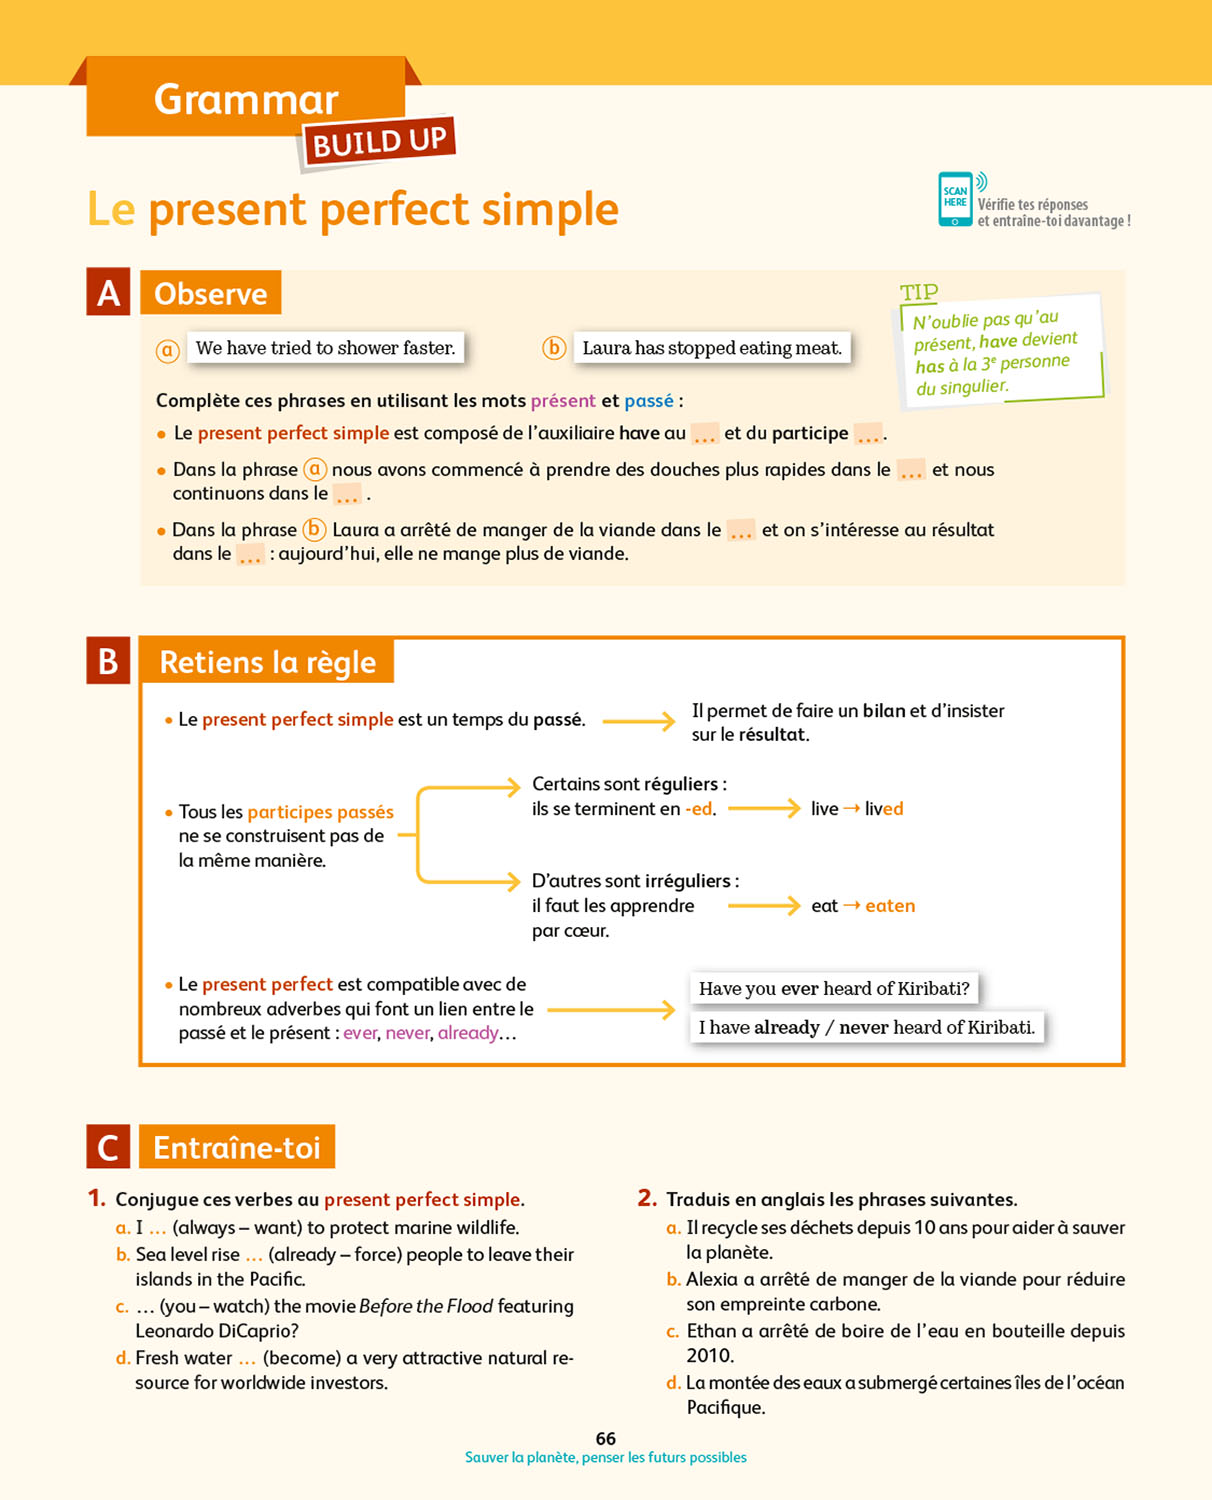 Grammar
BUILD UP
Le present perfect simple
SCAN
HERE
Vérifie tes réponses
et entraîne-toi davantage !
A
Observe
a We have tried to shower faster.
b Laura has stopped eating meat.
TIP
N'oublie pas qu'au
présent, have devient
has à la 3e personne
du singulier.
Complète ces phrases en utilisant les mots présent et passé :
• Le present perfect simple est composé de l'auxiliaire have au ... et du participe ... .
• Dans la phrase a nous avons commencé à prendre des douches plus rapides dans le ... et nous
continuons dans le ... .
• Dans la phrase b Laura a arrêté de manger de la viande dans le ... et on s'intéresse au résultat
dans le ... : aujourd'hui, elle ne mange plus de viande.
B
Retiens la règle
• Le present perfect simple est un temps du passé.
Il permet de faire un bilan et d'insister
sur le résultat.
• Tous les participes passés
ne se construisent pas de
la même manière.
Certains sont réguliers :
ils se terminent en -ed.
live → lived
D'autres sont irréguliers :
il faut les apprendre
par cœur.
eat → eaten
• Le present perfect est compatible avec de
nombreux adverbes qui font un lien entre le
passé et le présent : ever, never, already...
Have you ever heard of Kiribati?
I have already / never heard of Kiribati.
C
Entraîne-toi
1. Conjugue ces verbes au present perfect simple.
a. I ... (always – want) to protect marine wildlife.
b. Sea level rise ... (already – force) people to leave their
islands in the Pacific.
c. ... (you – watch) the movie Before the Flood featuring
Leonardo DiCaprio?
d. Fresh water ... (become) a very attractive natural re-
source for worldwide investors.
2. Traduis en anglais les phrases suivantes.
a. Il recycle ses déchets depuis 10 ans pour aider à sauver
la planète.
b. Alexia a arrêté de manger de la viande pour réduire
son empreinte carbone.
c. Ethan a arrêté de boire de l'eau en bouteille depuis
2010.
d. La montée des eaux a submergé certaines îles de l'océan
Pacifique.
66
Sauver la planète, penser les futurs possibles